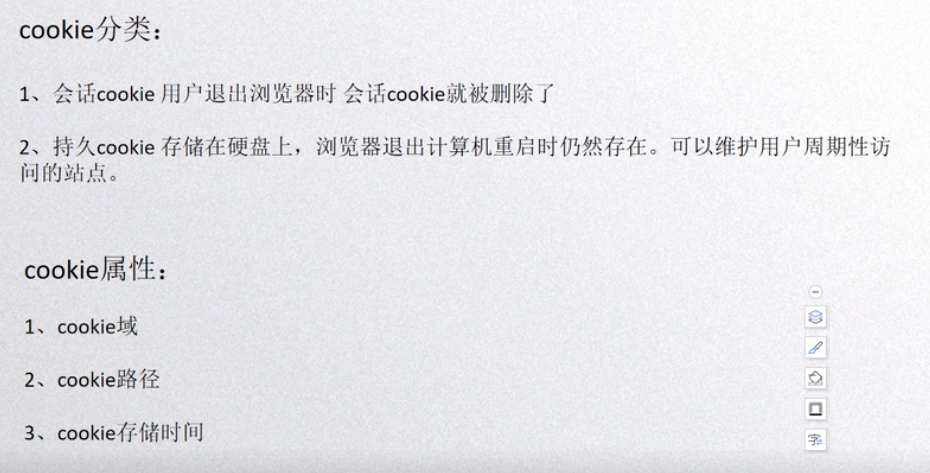 cookie分类：
1、会话cookie 用户退出浏览器时 会话cookie就被删除了
2、持久cookie 存储在硬盘上，浏览器退出计算机重启时仍然存在。可以维护用户周期性访
问的站点。
cookie属性：
1、cookie域
2、cookie路径
3、cookie存储时间
字